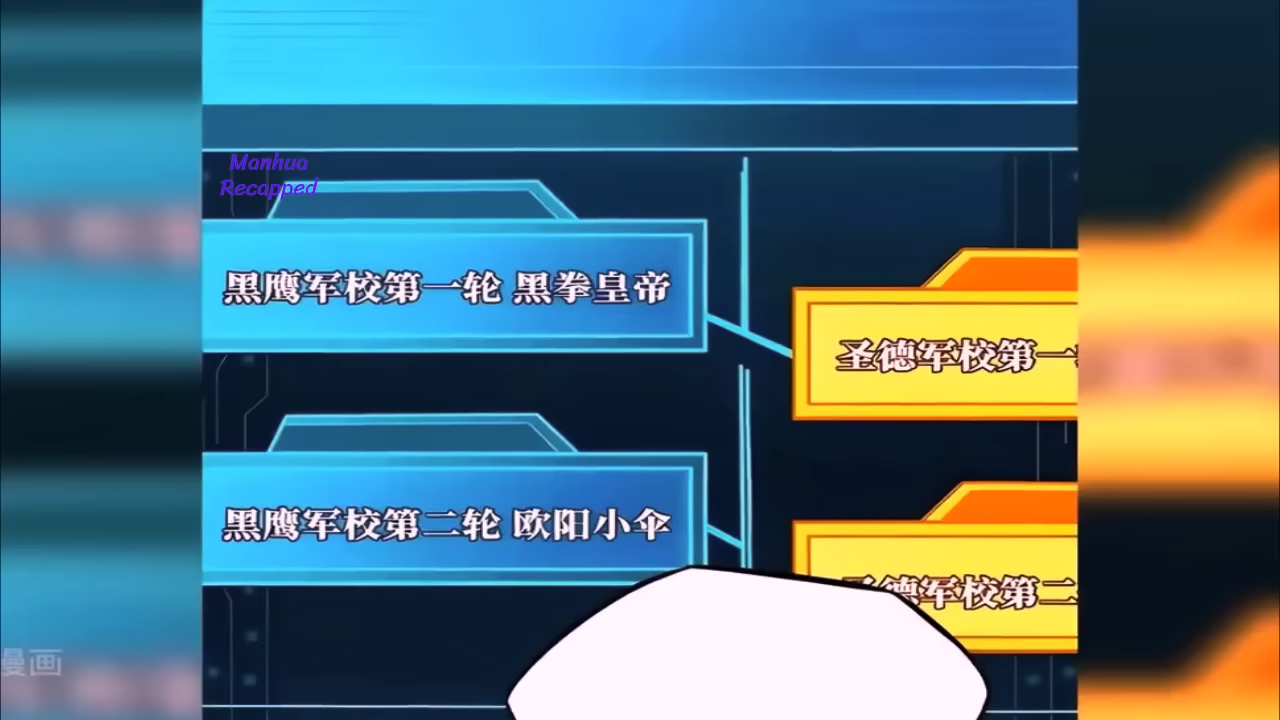 Manhua
Recapped
黑鹰军校第一轮 黑拳皇帝
圣德军校第一
黑鹰军校第二轮 欧阳小伞
圣德军校第二
漫画